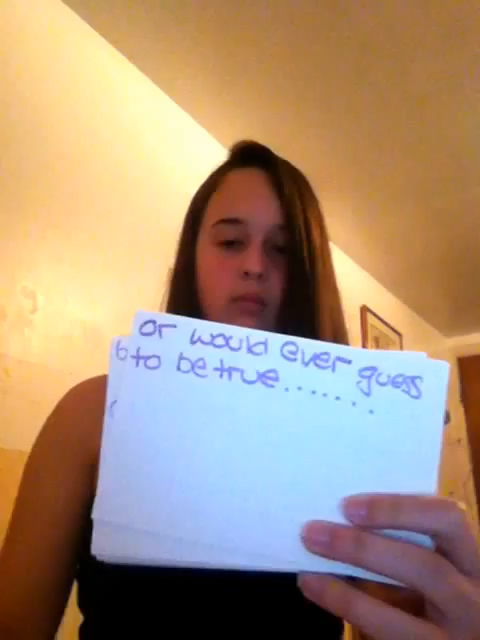 or would ever guess
to be true.......